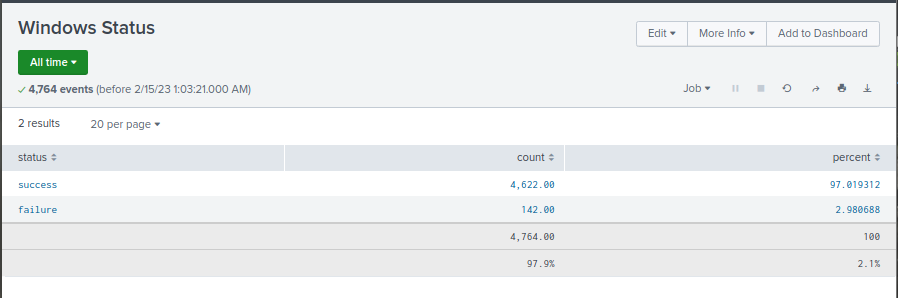 Windows Status
Edit More Info Add to Dashboard
All time
4,764 events (before 2/15/23 1:03:21.000 AM) Job
2 results 20 per page
status count percent
success 4,622.00 97.019312
failure 142.00 2.980688
4,764.00 100
97.9% 2.1%